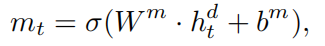 m_t = σ(W^m · h_t^d + b^m),